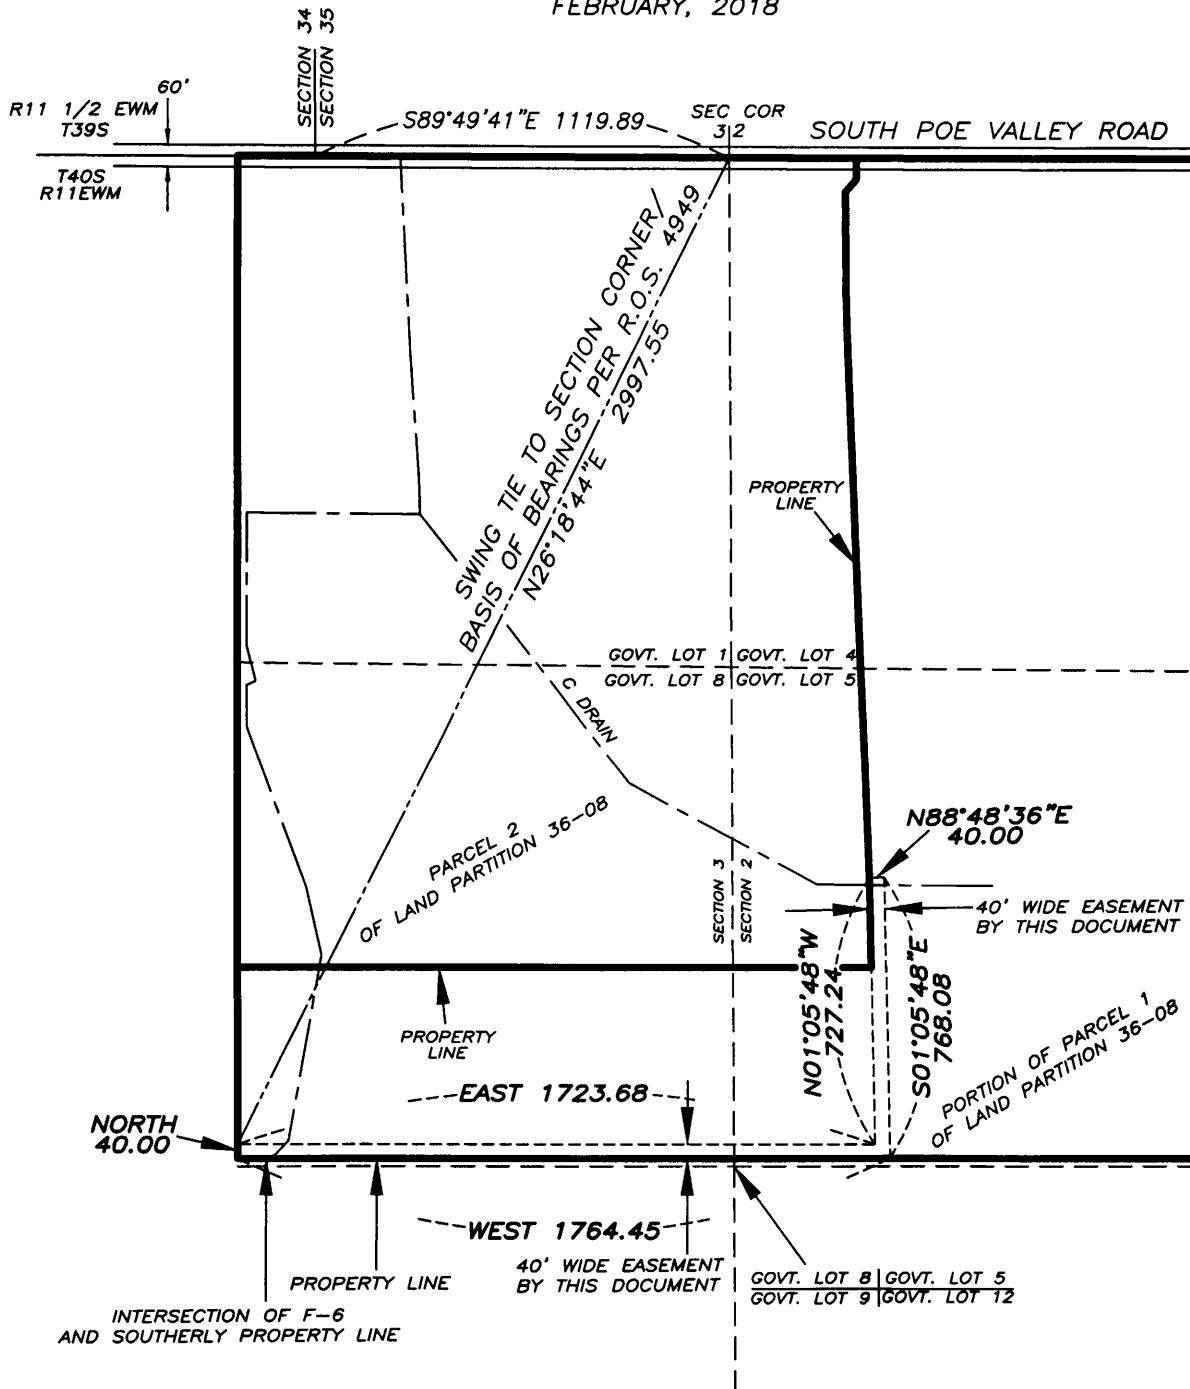 FEBRUARY, 2018
SECTION 34
SECTION 35
60'
R11 1/2 EWM
T39S
S89°49'41"E 1119.89
SEC COR
3 2
SOUTH POE VALLEY ROAD
T40S
R11EWM
SWING TIE TO SECTION CORNER/
BASIS OF BEARINGS PER R.O.S. 4949
N26°18'44"E 2997.55
PROPERTY
LINE
GOVT. LOT 1 GOVT. LOT 4
GOVT. LOT 8 GOVT. LOT 5
C DRAIN
PARCEL 2
OF LAND PARTITION 36-08
N88°48'36"E
40.00
SECTION 3
SECTION 2
40' WIDE EASEMENT
BY THIS DOCUMENT
N01°05'48"W
727.24
S01°05'48"E
768.08
PROPERTY
LINE
PORTION OF PARCEL 1
OF LAND PARTITION 36-08
EAST 1723.68
NORTH
40.00
WEST 1764.45
40' WIDE EASEMENT
BY THIS DOCUMENT
PROPERTY LINE
GOVT. LOT 8 GOVT. LOT 5
GOVT. LOT 9 GOVT. LOT 12
INTERSECTION OF F-6
AND SOUTHERLY PROPERTY LINE